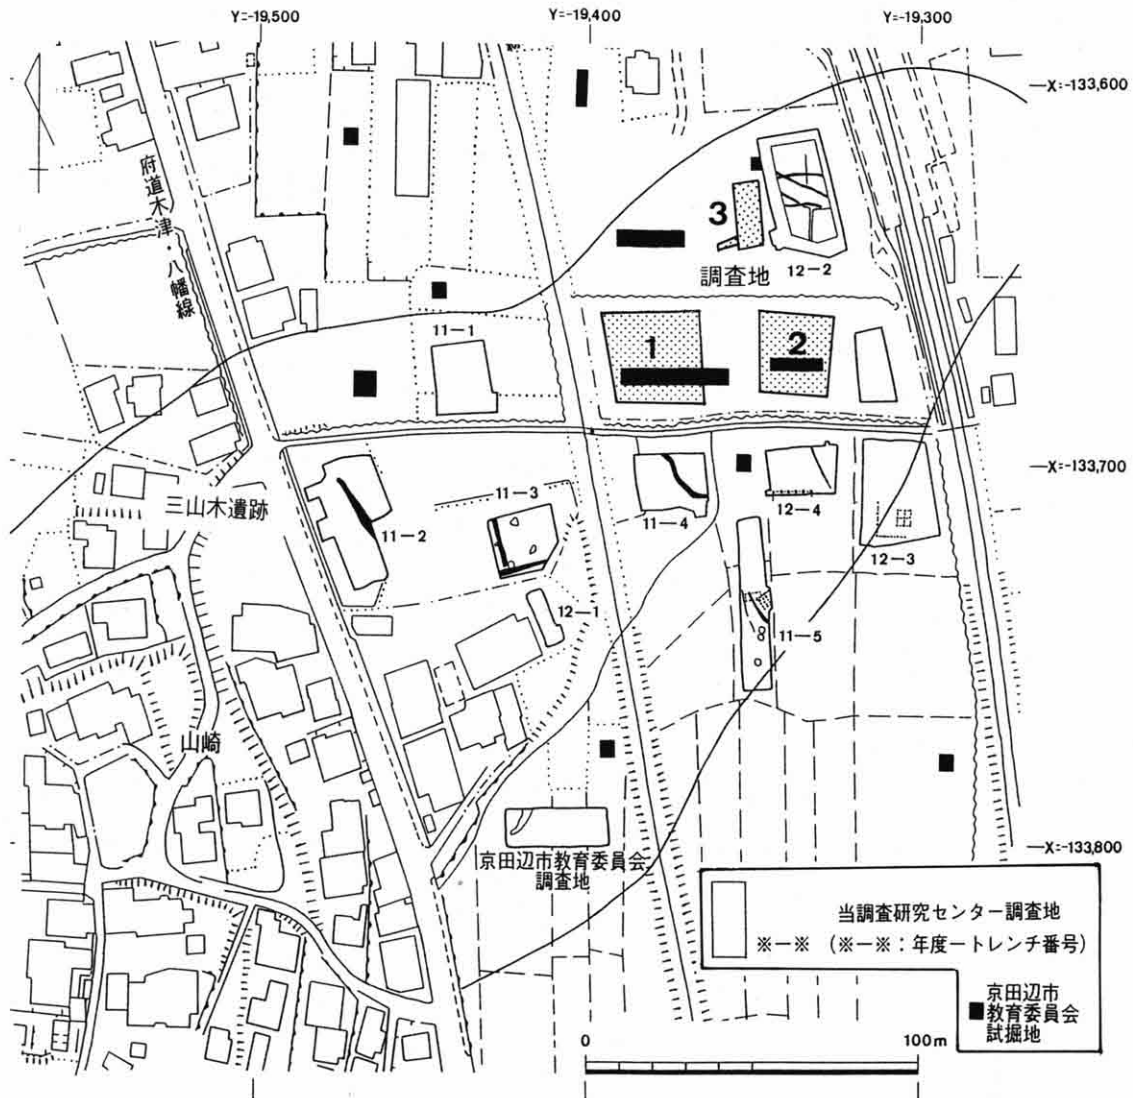 Y=-19,500
Y=-19,400
Y=-19,300
X=-133,600
府道木津・八幡線
3
調査地
12-2
11-1
1
2
X=-133,700
三山木遺跡
11-2
11-3
11-4
12-4
12-3
12-1
11-5
山崎
京田辺市教育委員会
調査地
X=-133,800
当調査研究センター調査地
※-※ (※-※:年度-トレンチ番号)
京田辺市
教育委員会
試掘地
0
100m